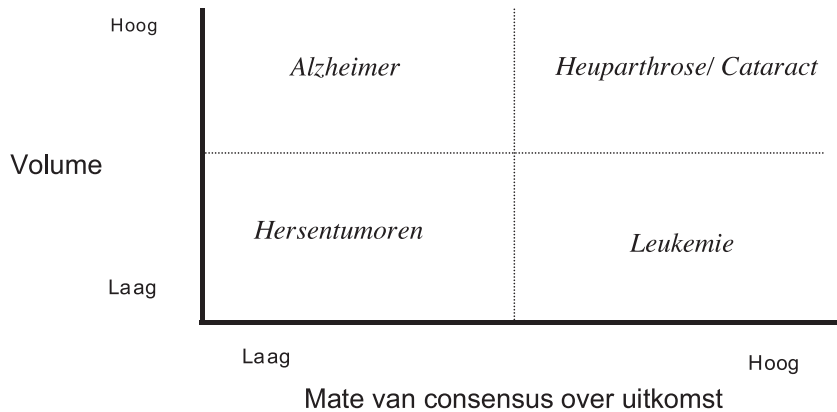 Hoog
Alzheimer
Heuparthrose/ Cataract
Volume
Hersentumoren
Leukemie
Laag
Laag
Hoog
Mate van consensus over uitkomst